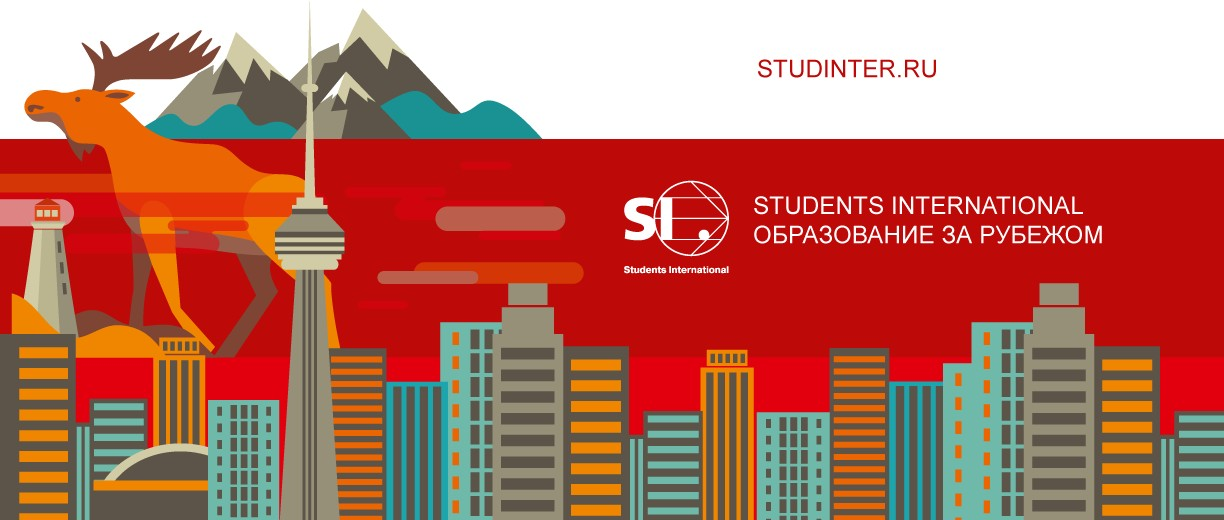 STUDINTER.RU
SI.
Students International
STUDENTS INTERNATIONAL
ОБРАЗОВАНИЕ ЗА РУБЕЖОМ